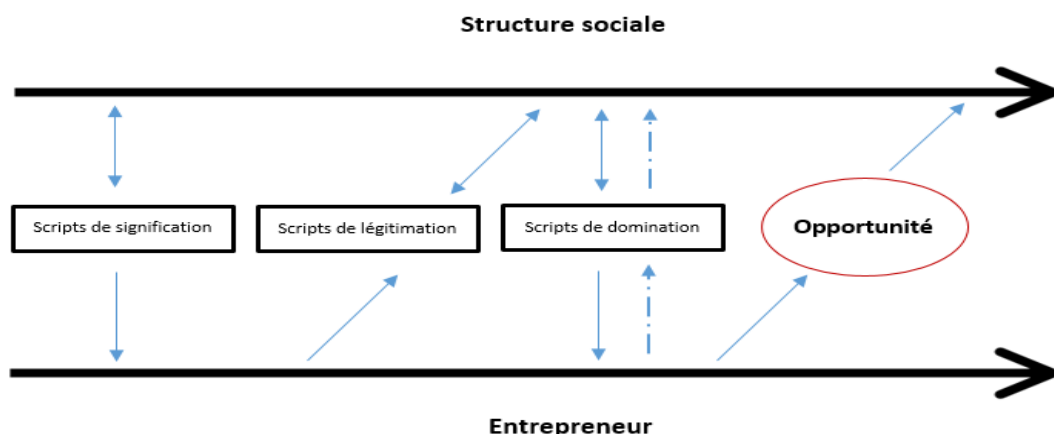 Structure sociale
Scripts de signification
Scripts de légitimation
Scripts de domination
Opportunité
Entrepreneur